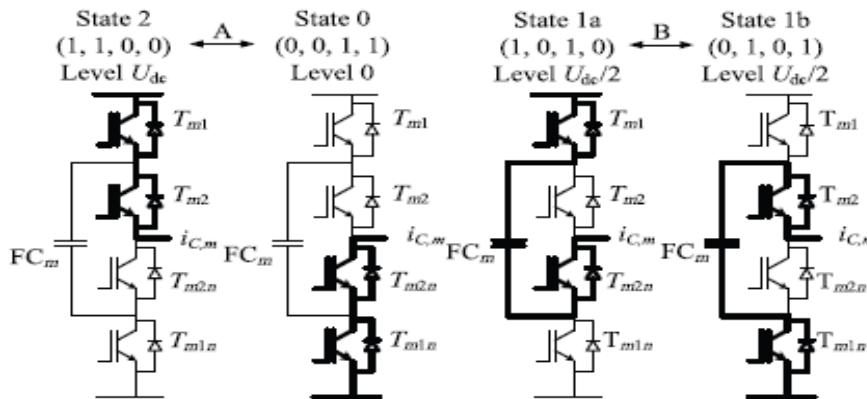 State 2
(1, 1, 0, 0)
Level Udc
A
State 0
(0, 0, 1, 1)
Level 0
State 1a
(1, 0, 1, 0)
Level Udc/2
B
State 1b
(0, 1, 0, 1)
Level Udc/2
Tm1
Tm2
iC,m
FCm
Tm2n
Tm1n
Tm1
Tm2
iC,m
FCm
Tm2n
Tm1n
Tm1
Tm2
iC,m
FCm
Tm2n
Tm1n
Tm1
Tm2
iC,m
FCm
Tm2n
Tm1n